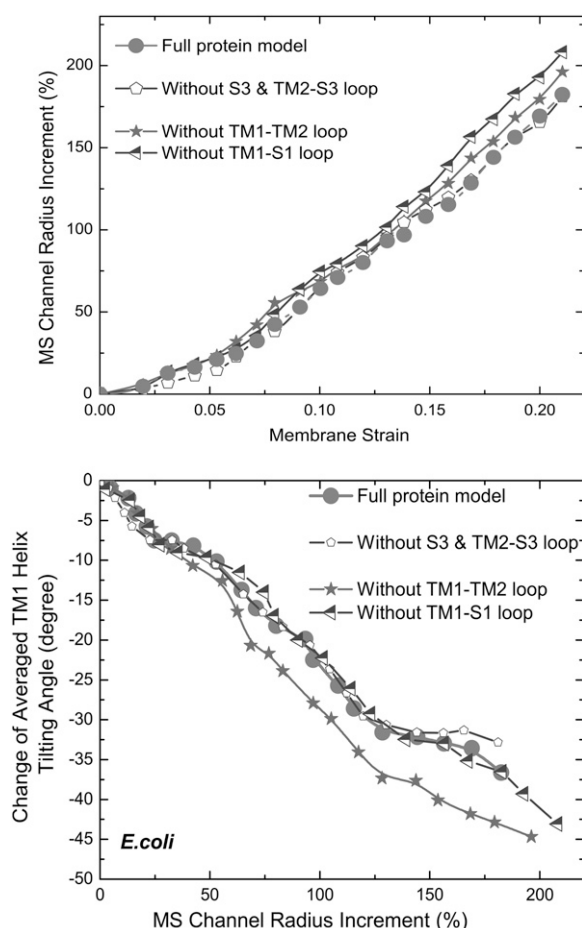 MS Channel Radius Increment (%)
200
150
100
50
0
Full protein model
Without S3 & TM2-S3 loop
Without TM1-TM2 loop
Without TM1-S1 loop
0.00 0.05 0.10 0.15 0.20
Membrane Strain
Change of Averaged TM1 Helix
Tilting Angle (degree)
0
-5
-10
-15
-20
-25
-30
-35
-40
-45
-50
Full protein model
Without S3 & TM2-S3 loop
Without TM1-TM2 loop
Without TM1-S1 loop
E.coli
0 50 100 150 200
MS Channel Radius Increment (%)